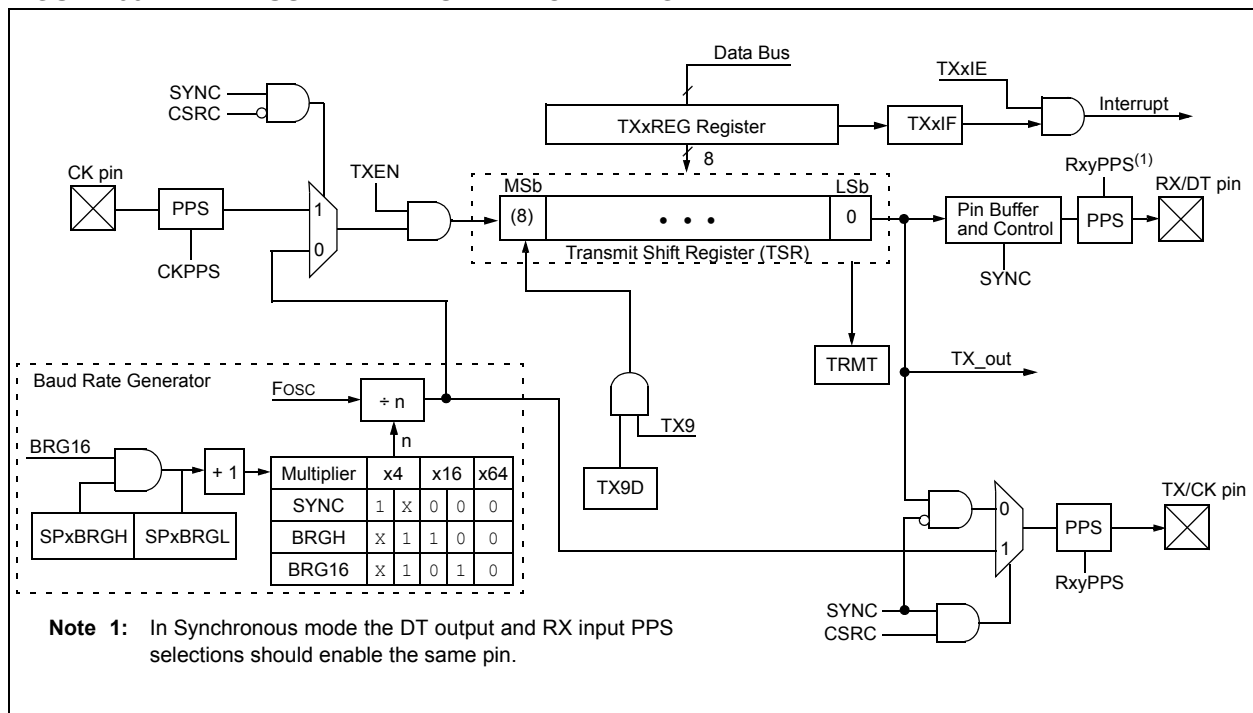 Data Bus
TXxIE
SYNC
CSRC
Interrupt
TXxREG Register
TXxIF
8
RxyPPS(1)
CK pin
TXEN
MSb
LSb
RX/DT pin
PPS
1
(8)
• • •
0
Pin Buffer
and Control
PPS
0
Transmit Shift Register (TSR)
CKPPS
SYNC
TRMT
TX_out
Baud Rate Generator
FOSC
÷ n
n
TX9
BRG16
+ 1
Multiplier x4 x16 x64
TX9D
TX/CK pin
SYNC 1 X 0 0 0
0
PPS
SPxBRGH SPxBRGL
BRGH X 1 1 0 0
1
BRG16 X 1 0 1 0
RxyPPS
SYNC
CSRC
Note 1: In Synchronous mode the DT output and RX input PPS
selections should enable the same pin.